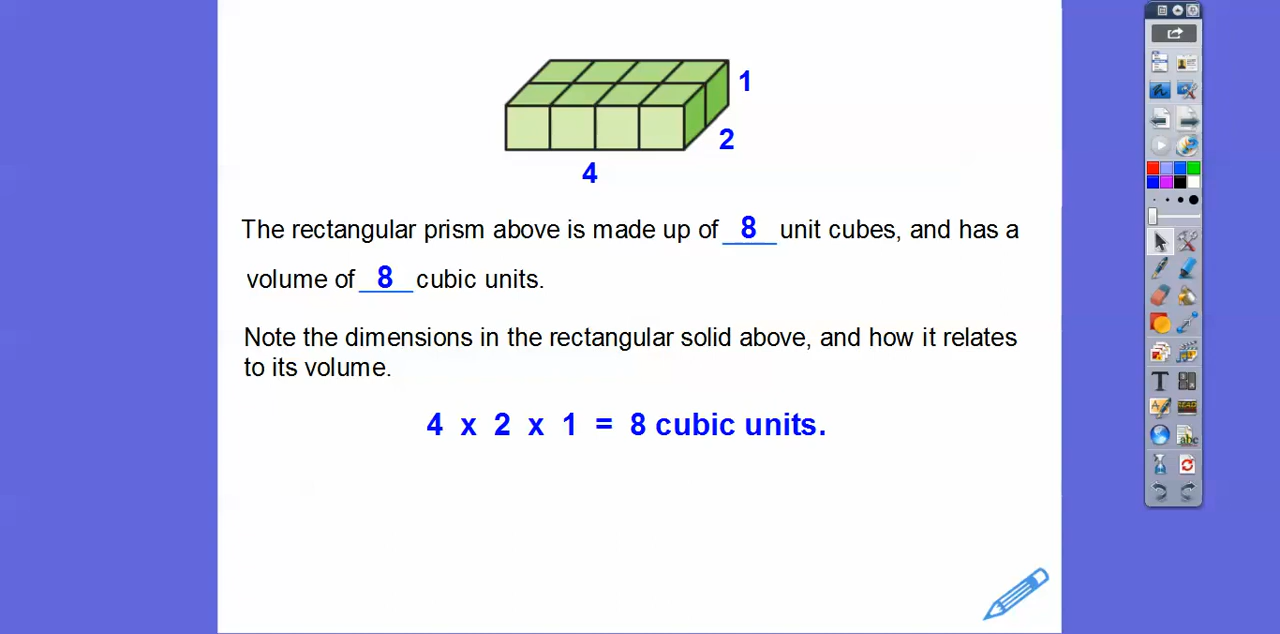 1
2
4
The rectangular prism above is made up of 8 unit cubes, and has a
volume of 8 cubic units.
Note the dimensions in the rectangular solid above, and how it relates
to its volume.
4 x 2 x 1 = 8 cubic units.
T
abc